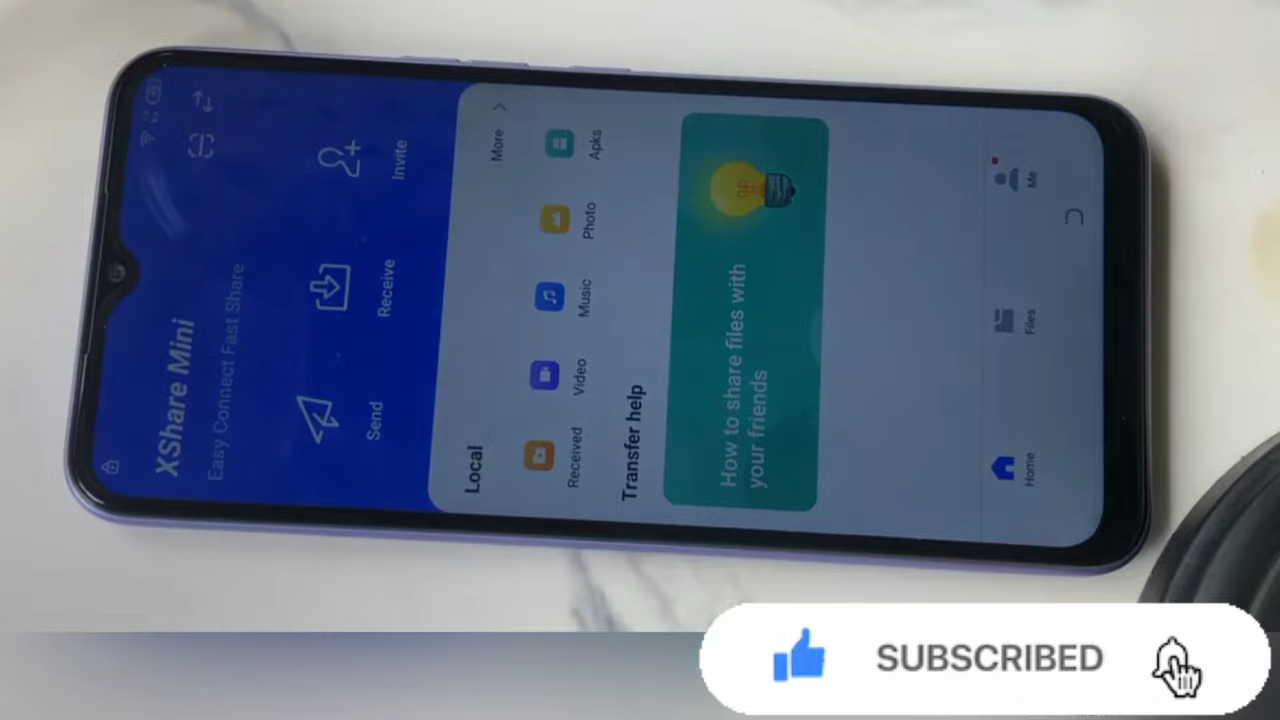 XShare Mini
Easy Connect Fast Share
Send
Receive
Invite
Local
More
Received
Video
Music
Photo
Apks
Transfer help
How to share files with
your friends
Home
Files
Me
SUBSCRIBED